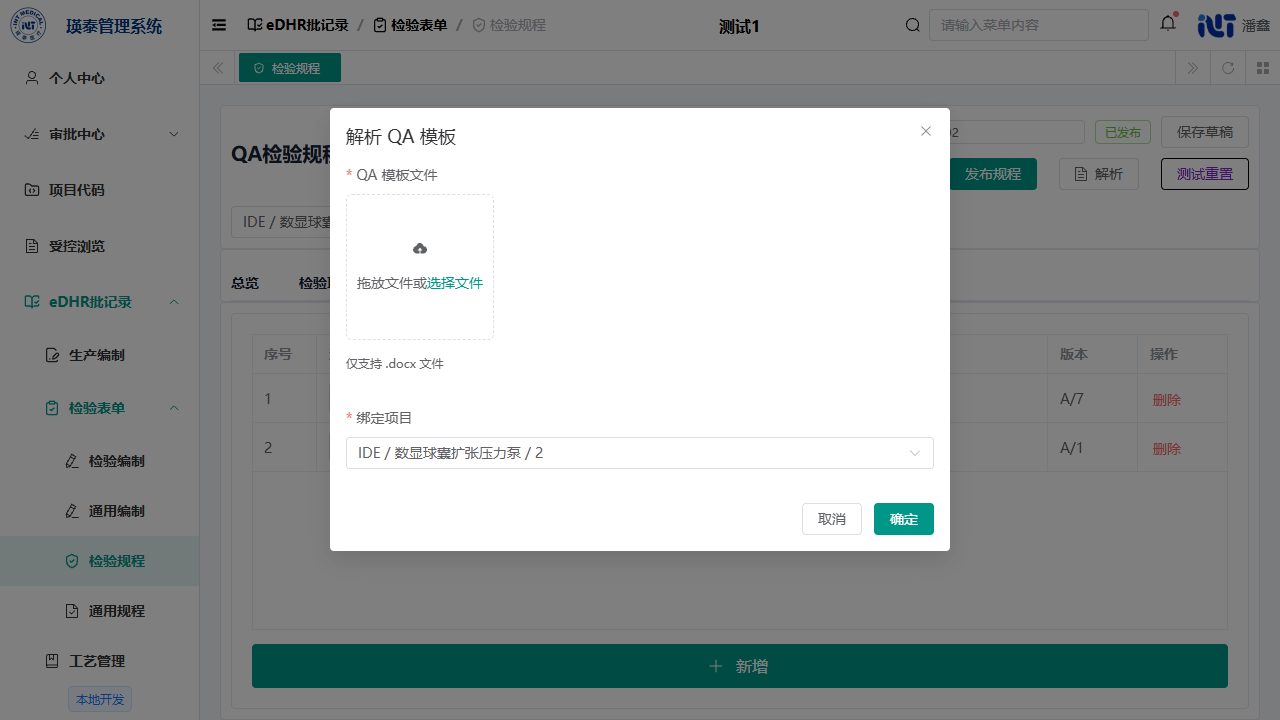 瑛泰管理系统
eDHR批记录 / 检验表单 / 检验规程
测试1
请输入菜单内容
潘鑫
个人中心
审批中心
项目代码
受控浏览
eDHR批记录
生产编制
检验表单
检验编制
通用编制
检验规程
通用规程
工艺管理
本地开发
检验规程
QA检验规程
已发布
保存草稿
发布规程
解析
测试重置
IDE / 数显球囊
总览
序号
版本
操作
1
A/7
删除
2
A/1
删除
新增
解析 QA 模板
* QA 模板文件
拖放文件或选择文件
仅支持 .docx 文件
* 绑定项目
IDE / 数显球囊扩张压力泵 / 2
取消
确定